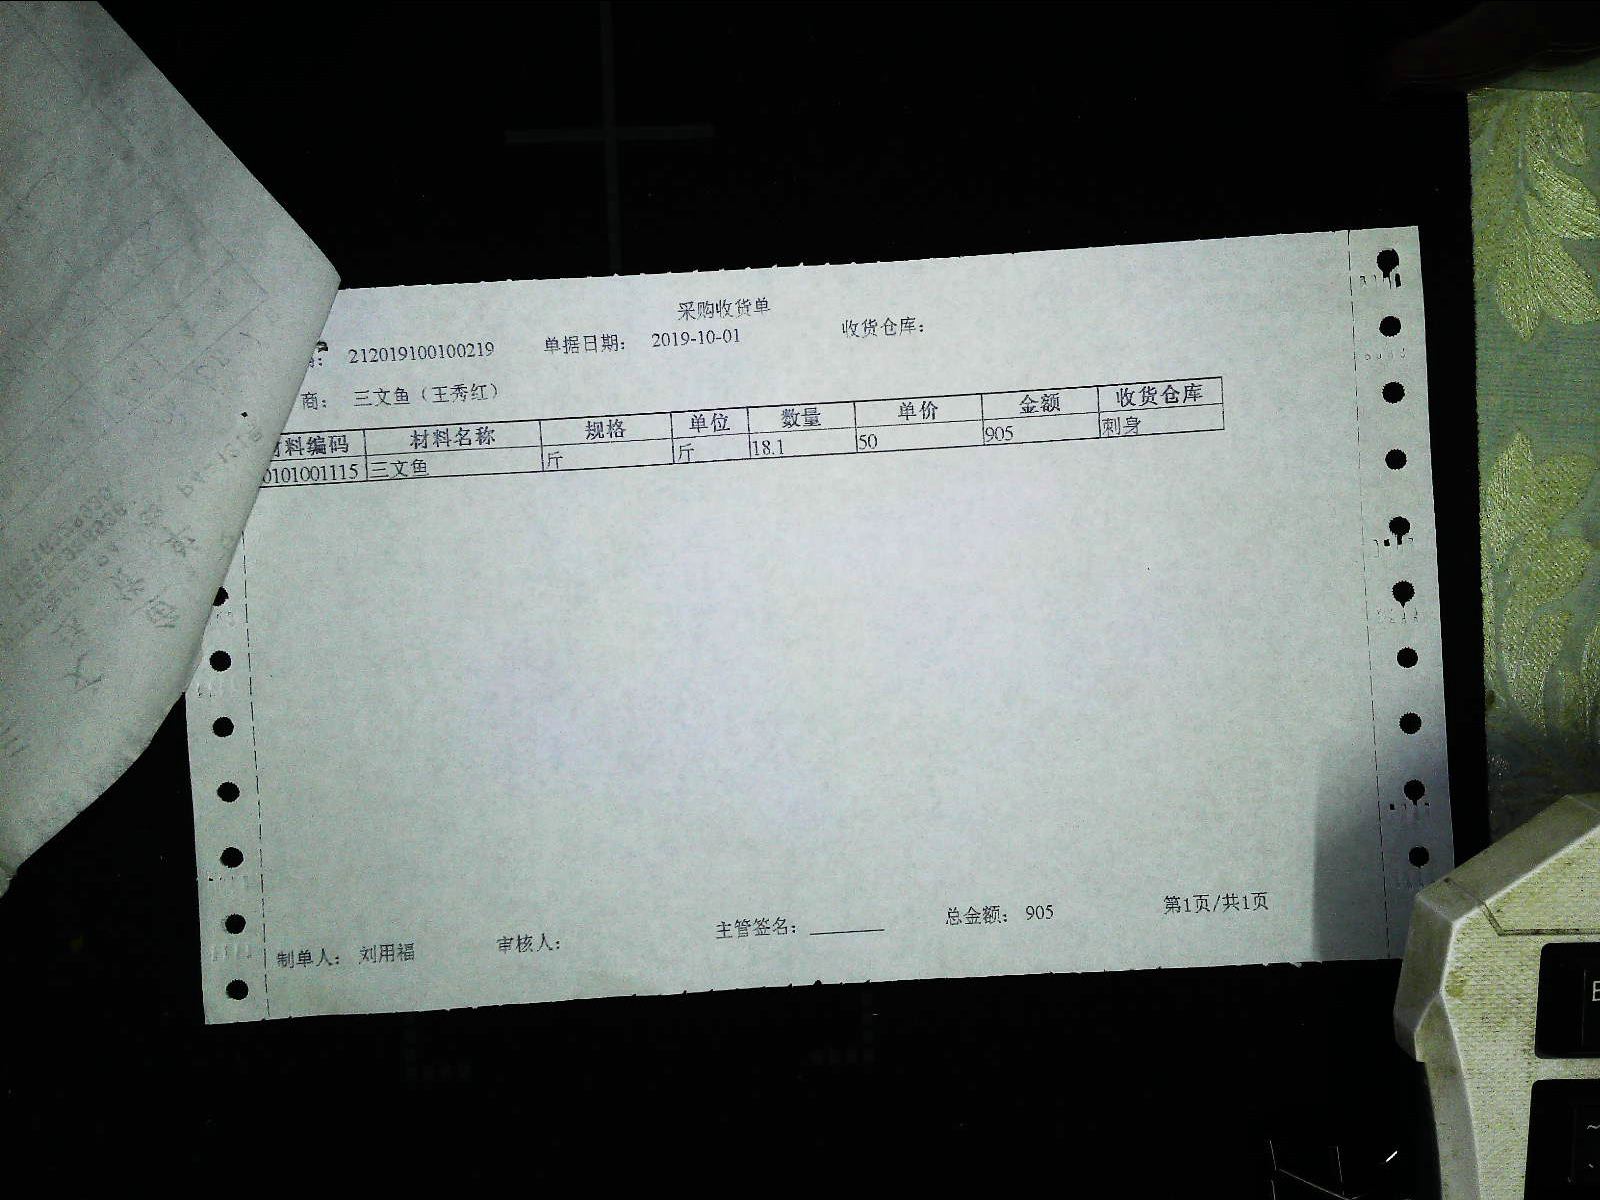 采购收货单
212019100100219 单据日期： 2019-10-01 收货仓库：
商： 三文鱼（王秀红）
料编码 材料名称 规格 单位 数量 单价 金额 收货仓库
0101001115 三文鱼 斤 斤 18.1 50 905 刺身
制单人： 刘用福 审核人： 主管签名： 总金额： 905 第1页/共1页